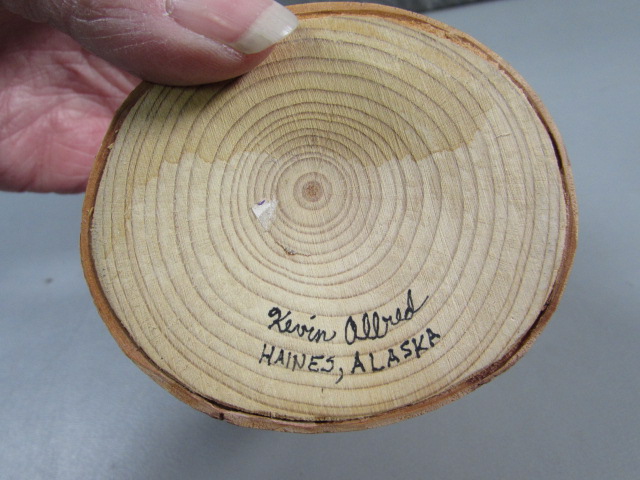 Kevin Allred
HAINES, ALASKA